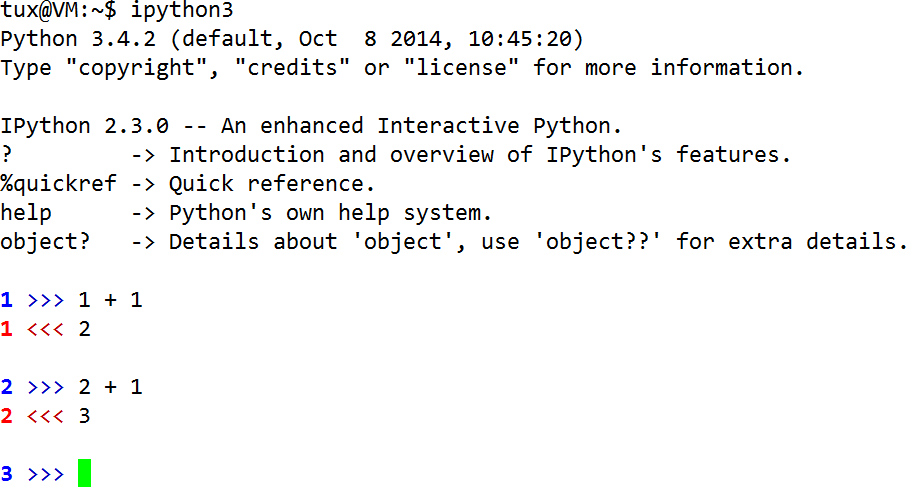 tux@VM:~$ ipython3
Python 3.4.2 (default, Oct  8 2014, 10:45:20)
Type "copyright", "credits" or "license" for more information.

IPython 2.3.0 -- An enhanced Interactive Python.
?         -> Introduction and overview of IPython's features.
%quickref -> Quick reference.
help      -> Python's own help system.
object?   -> Details about 'object', use 'object??' for extra details.

1 >>> 1 + 1
1 <<< 2

2 >>> 2 + 1
2 <<< 3

3 >>>